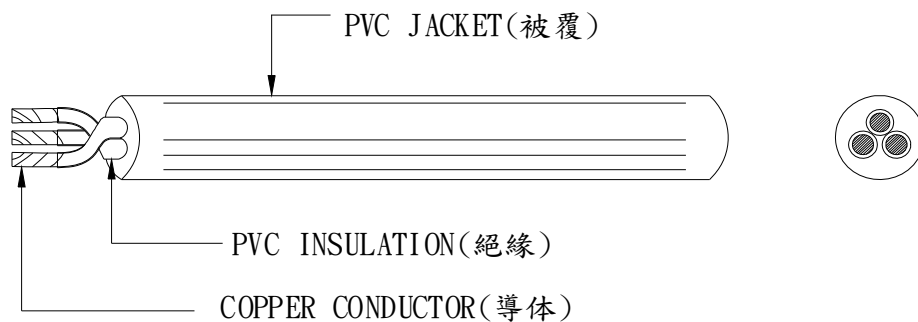 PVC JACKET(被覆)
PVC INSULATION(絕緣)
COPPER CONDUCTOR(導体)